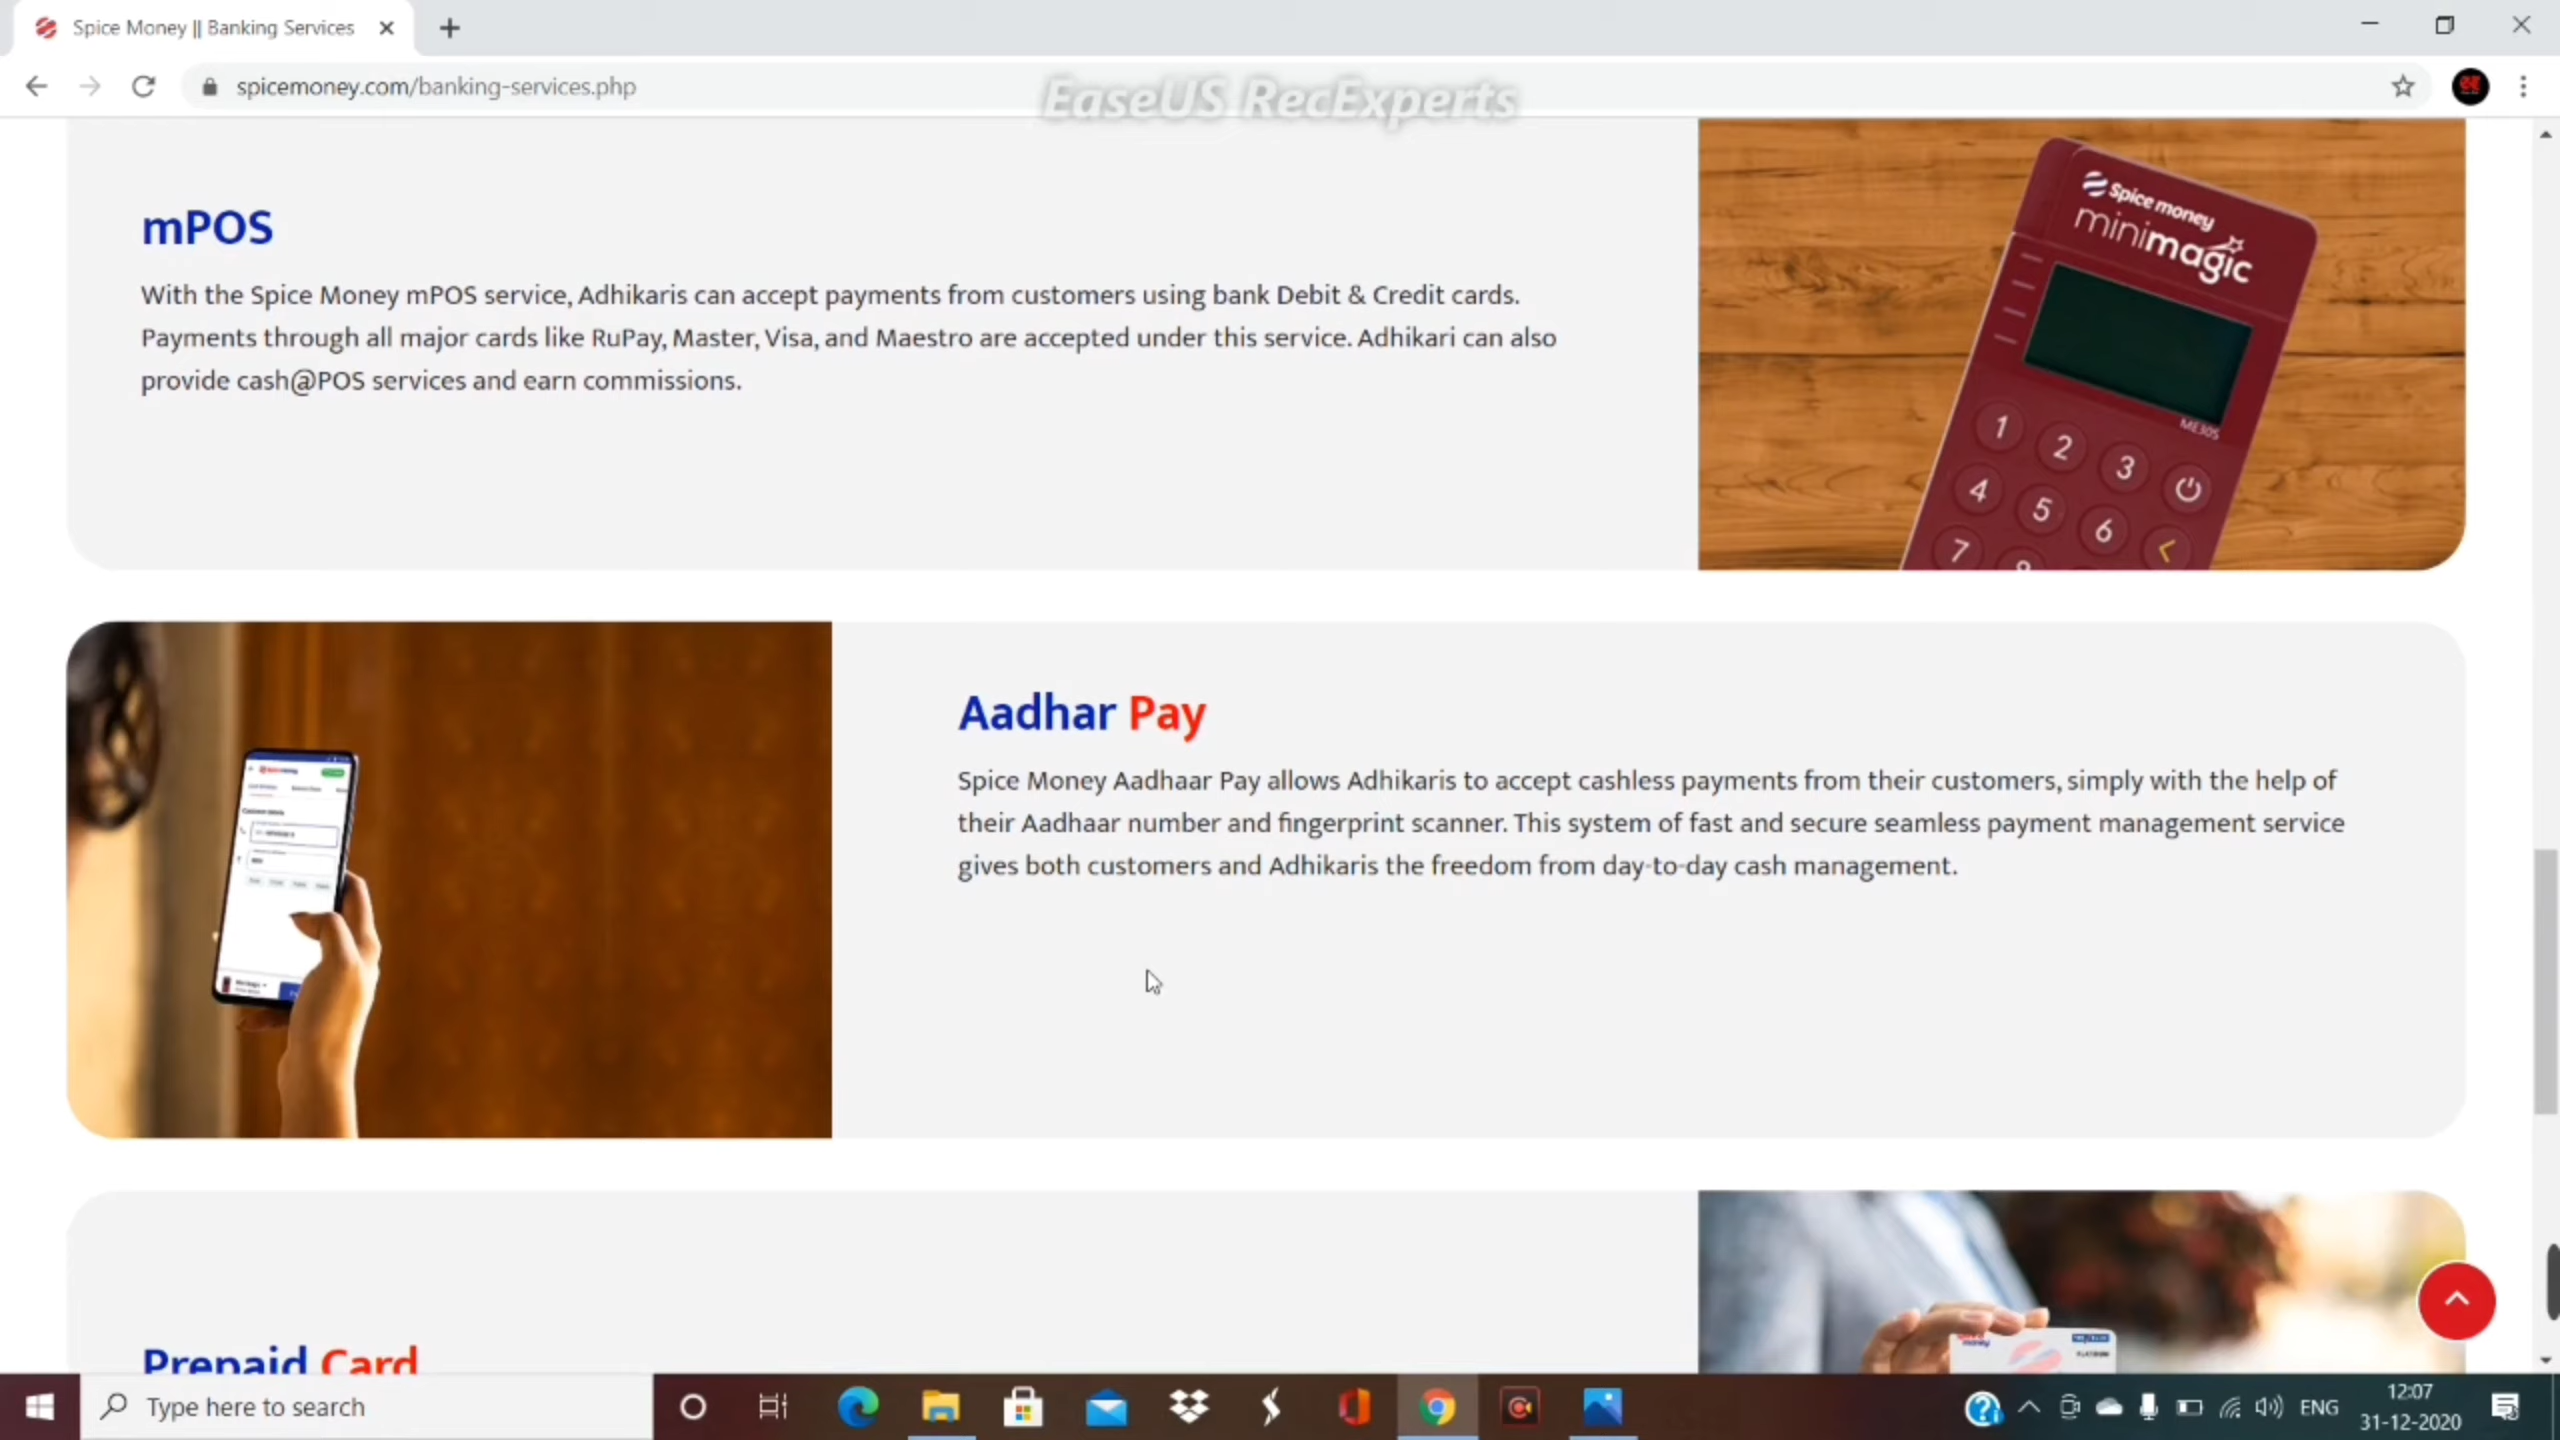 Spice Money || Banking Services
spicemoney.com/banking-services.php
EaseUS RecExperts
mPOS
With the Spice Money mPOS service, Adhikaris can accept payments from customers using bank Debit & Credit cards.
Payments through all major cards like RuPay, Master, Visa, and Maestro are accepted under this service. Adhikari can also
provide cash@POS services and earn commissions.
Spice money
minimagic
ME30S
1 2 3
4 5 6
7 8
Aadhar Pay
Spice Money Aadhaar Pay allows Adhikaris to accept cashless payments from their customers, simply with the help of
their Aadhaar number and fingerprint scanner. This system of fast and secure seamless payment management service
gives both customers and Adhikaris the freedom from day-to-day cash management.
Prepaid Card
PLATINUM
Type here to search
ENG
12:07
31-12-2020